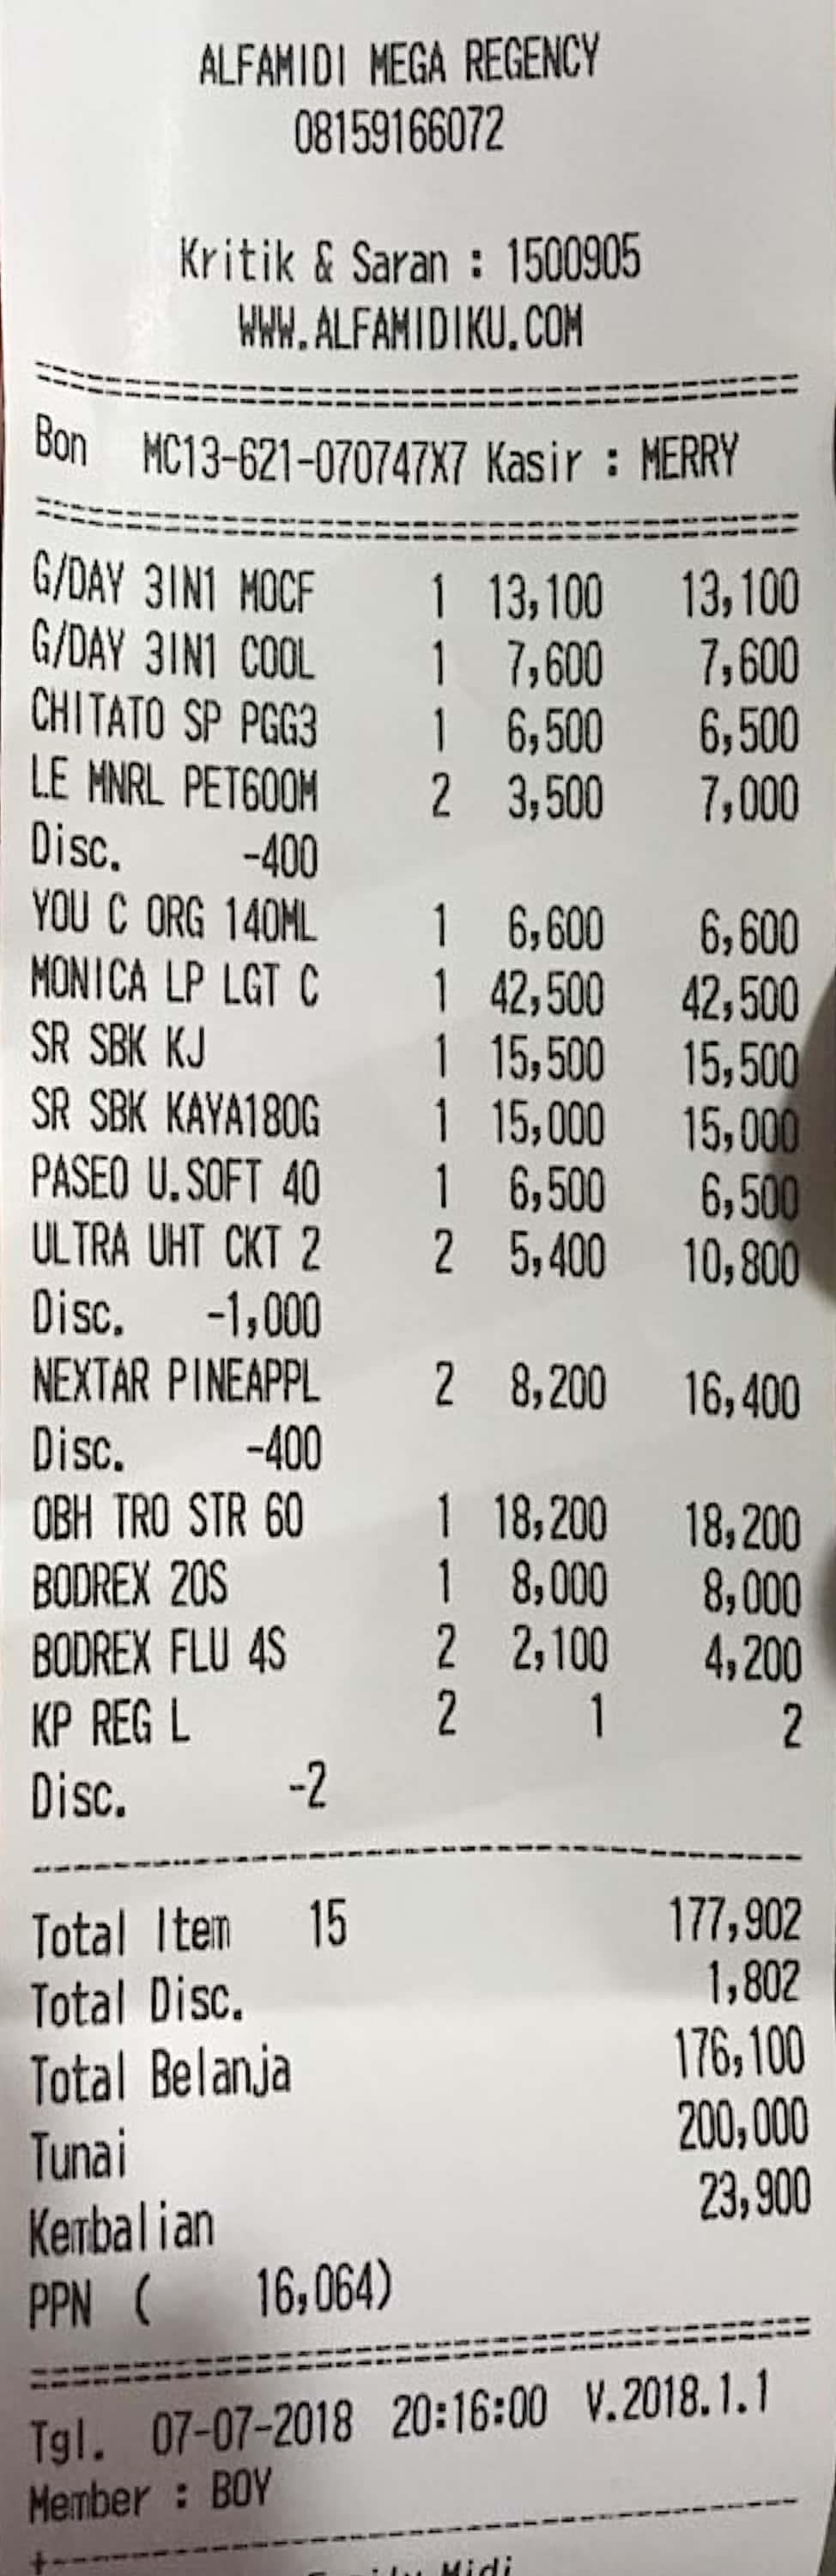 ALFAMIDI MEGA REGENCY
08159166072
Kritik & Saran : 1500905
WWW.ALFAMIDIKU.COM
Bon MC13-621-070747X7 Kasir : MERRY
G/DAY 3IN1 MOCF 1 13,100 13,100
G/DAY 3IN1 COOL 1 7,600 7,600
CHITATO SP PGG3 1 6,500 6,500
LE MNRL PET600M 2 3,500 7,000
Disc. -400
YOU C ORG 140ML 1 6,600 6,600
MONICA LP LGT C 1 42,500 42,500
SR SBK KJ 1 15,500 15,500
SR SBK KAYA180G 1 15,000 15,000
PASEO U.SOFT 40 1 6,500 6,500
ULTRA UHT CKT 2 2 5,400 10,800
Disc. -1,000
NEXTAR PINEAPPL 2 8,200 16,400
Disc. -400
OBH TRO STR 60 1 18,200 18,200
BODREX 20S 1 8,000 8,000
BODREX FLU 4S 2 2,100 4,200
KP REG L 2 1 2
Disc. -2
Total Item 15 177,902
Total Disc. 1,802
Total Belanja 176,100
Tunai 200,000
Kembalian 23,900
PPN ( 16,064)
Tgl. 07-07-2018 20:16:00 V.2018.1.1
Member : BOY
Midi